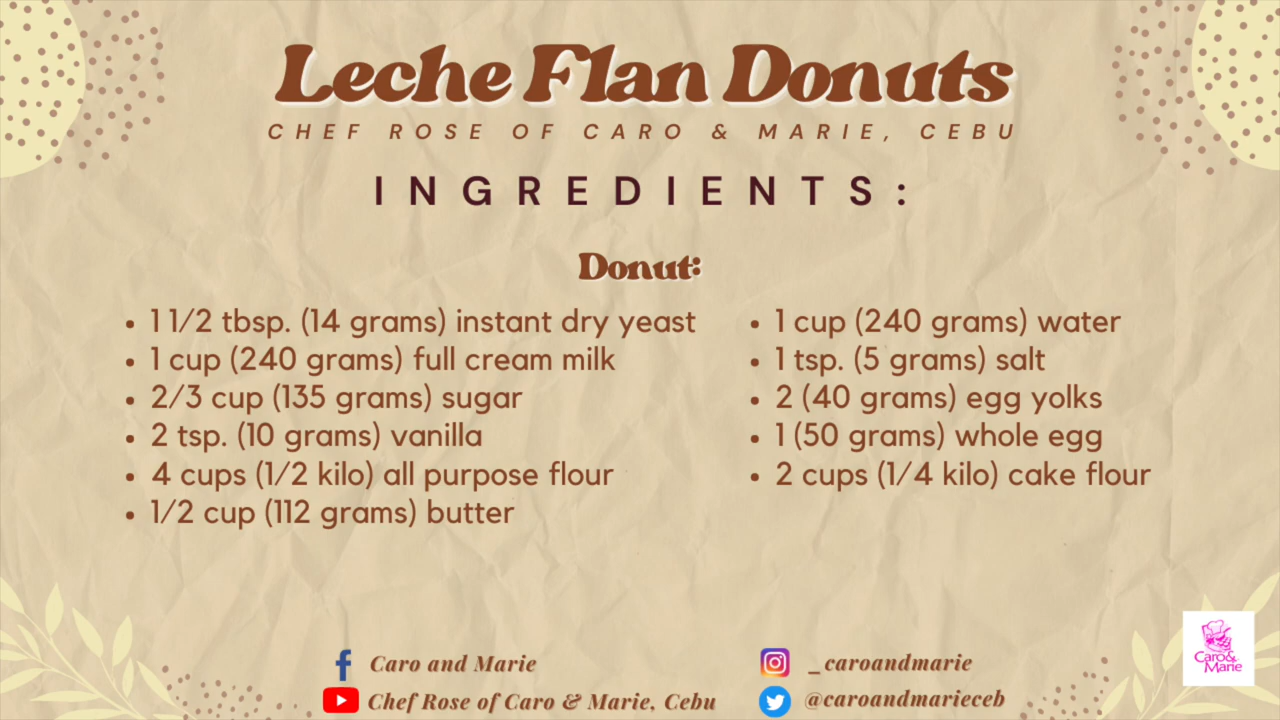 Leche Flan Donuts
CHEF ROSE OF CARO & MARIE, CEBU
INGREDIENTS:
Donut:
• 1 1/2 tbsp. (14 grams) instant dry yeast
• 1 cup (240 grams) full cream milk
• 2/3 cup (135 grams) sugar
• 2 tsp. (10 grams) vanilla
• 4 cups (1/2 kilo) all purpose flour
• 1/2 cup (112 grams) butter
• 1 cup (240 grams) water
• 1 tsp. (5 grams) salt
• 2 (40 grams) egg yolks
• 1 (50 grams) whole egg
• 2 cups (1/4 kilo) cake flour
Caro and Marie
Chef Rose of Caro & Marie, Cebu
_caroandmarie
@caroandmarieceb
Caro&
Marie